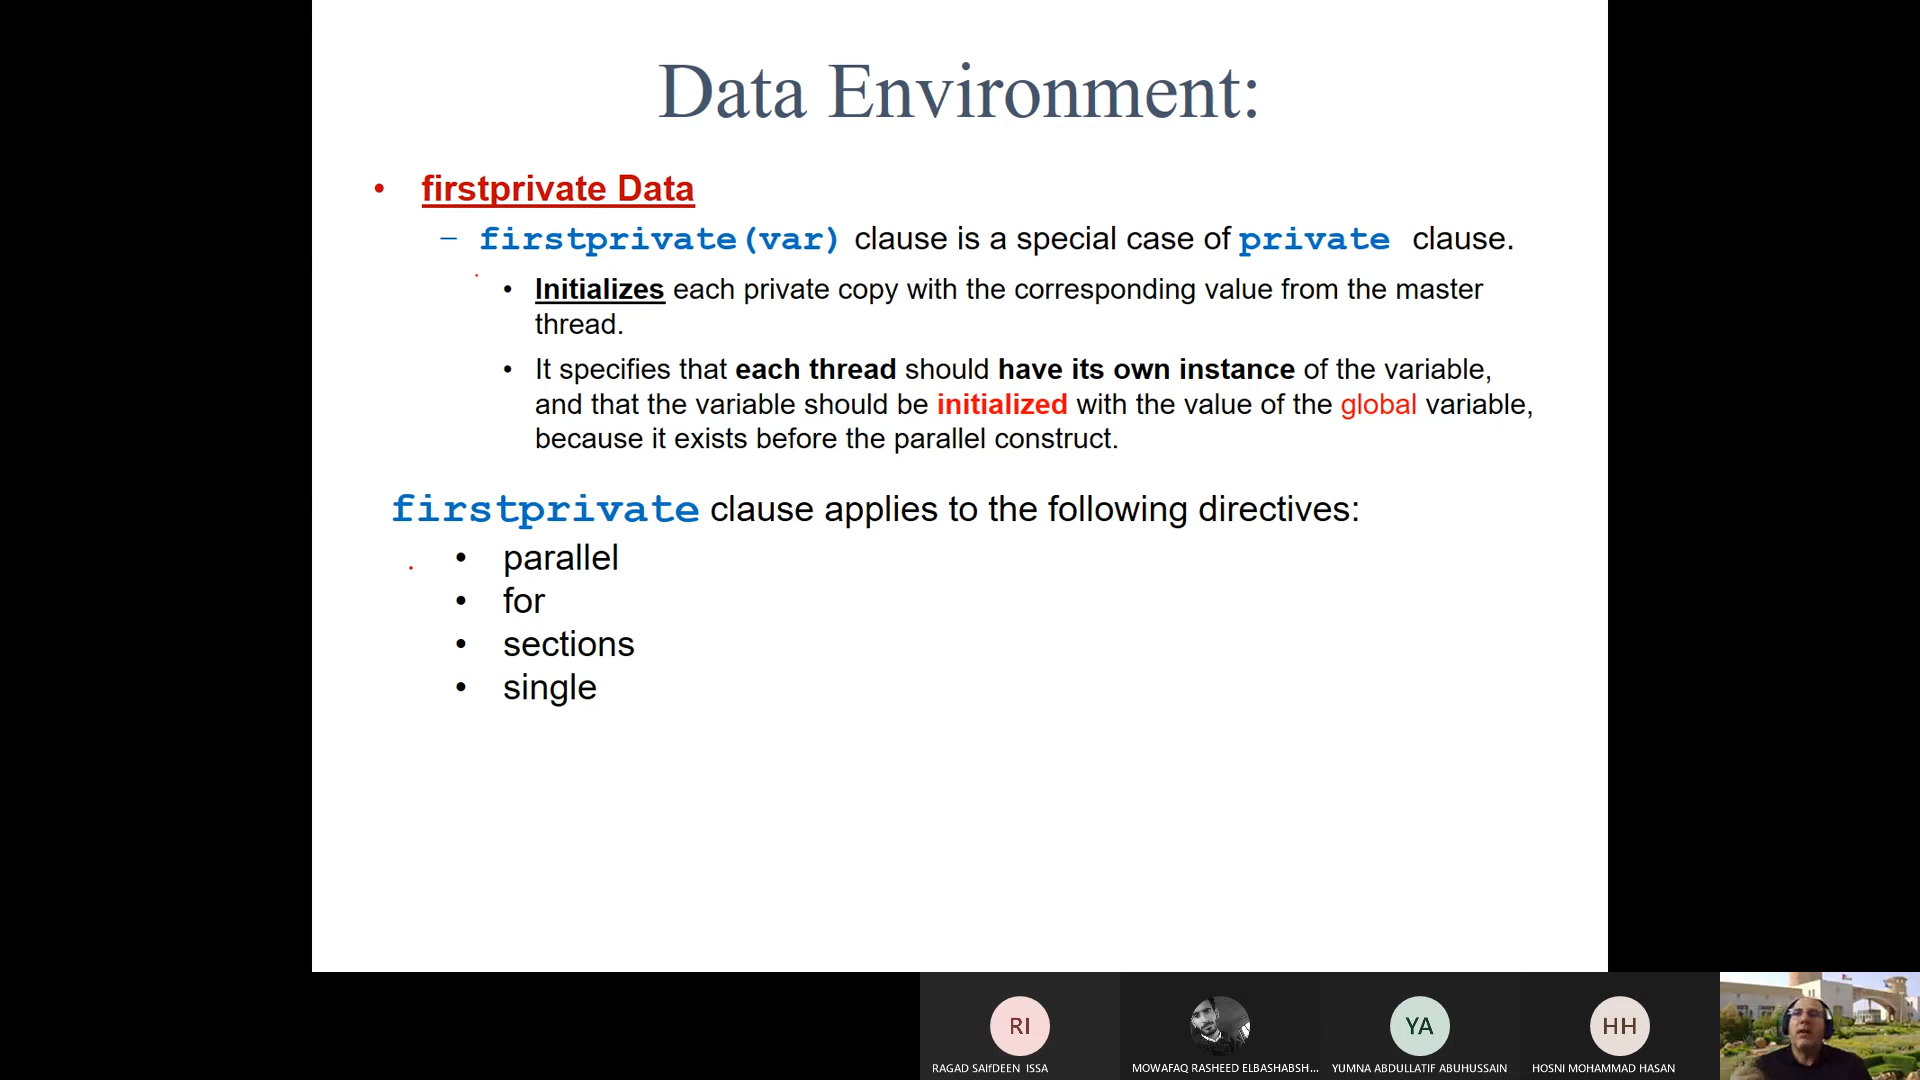 Data Environment:
• firstprivate Data
– firstprivate(var) clause is a special case of private clause.
• Initializes each private copy with the corresponding value from the master
thread.
• It specifies that each thread should have its own instance of the variable,
and that the variable should be initialized with the value of the global variable,
because it exists before the parallel construct.
firstprivate clause applies to the following directives:
• parallel
• for
• sections
• single
RI
YA
HH
RAGAD SAIfDEEN ISSA
MOWAFAQ RASHEED ELBASHABSH...
YUMNA ABDULLATIF ABUHUSSAIN
HOSNI MOHAMMAD HASAN